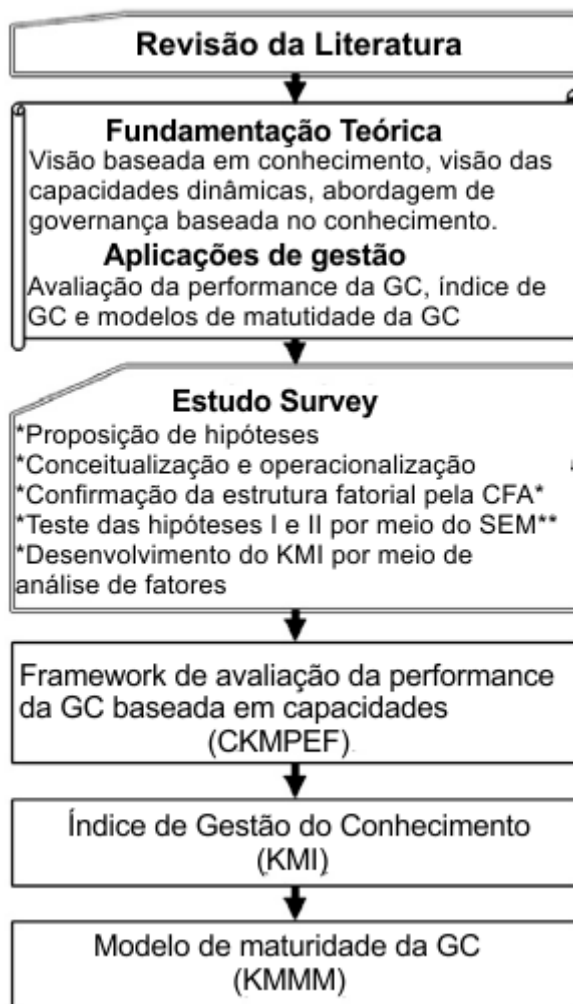 Revisão da Literatura
Fundamentação Teórica
Visão baseada em conhecimento, visão das
capacidades dinâmicas, abordagem de
governança baseada no conhecimento.
Aplicações de gestão
Avaliação da performance da GC, índice de
GC e modelos de matutidade da GC
Estudo Survey
*Proposição de hipóteses
*Conceitualização e operacionalização
*Confirmação da estrutura fatorial pela CFA*
*Teste das hipóteses I e II por meio do SEM**
*Desenvolvimento do KMI por meio de
análise de fatores
Framework de avaliação da performance
da GC baseada em capacidades
(CKMPEF)
Índice de Gestão do Conhecimento
(KMI)
Modelo de maturidade da GC
(KMMM)